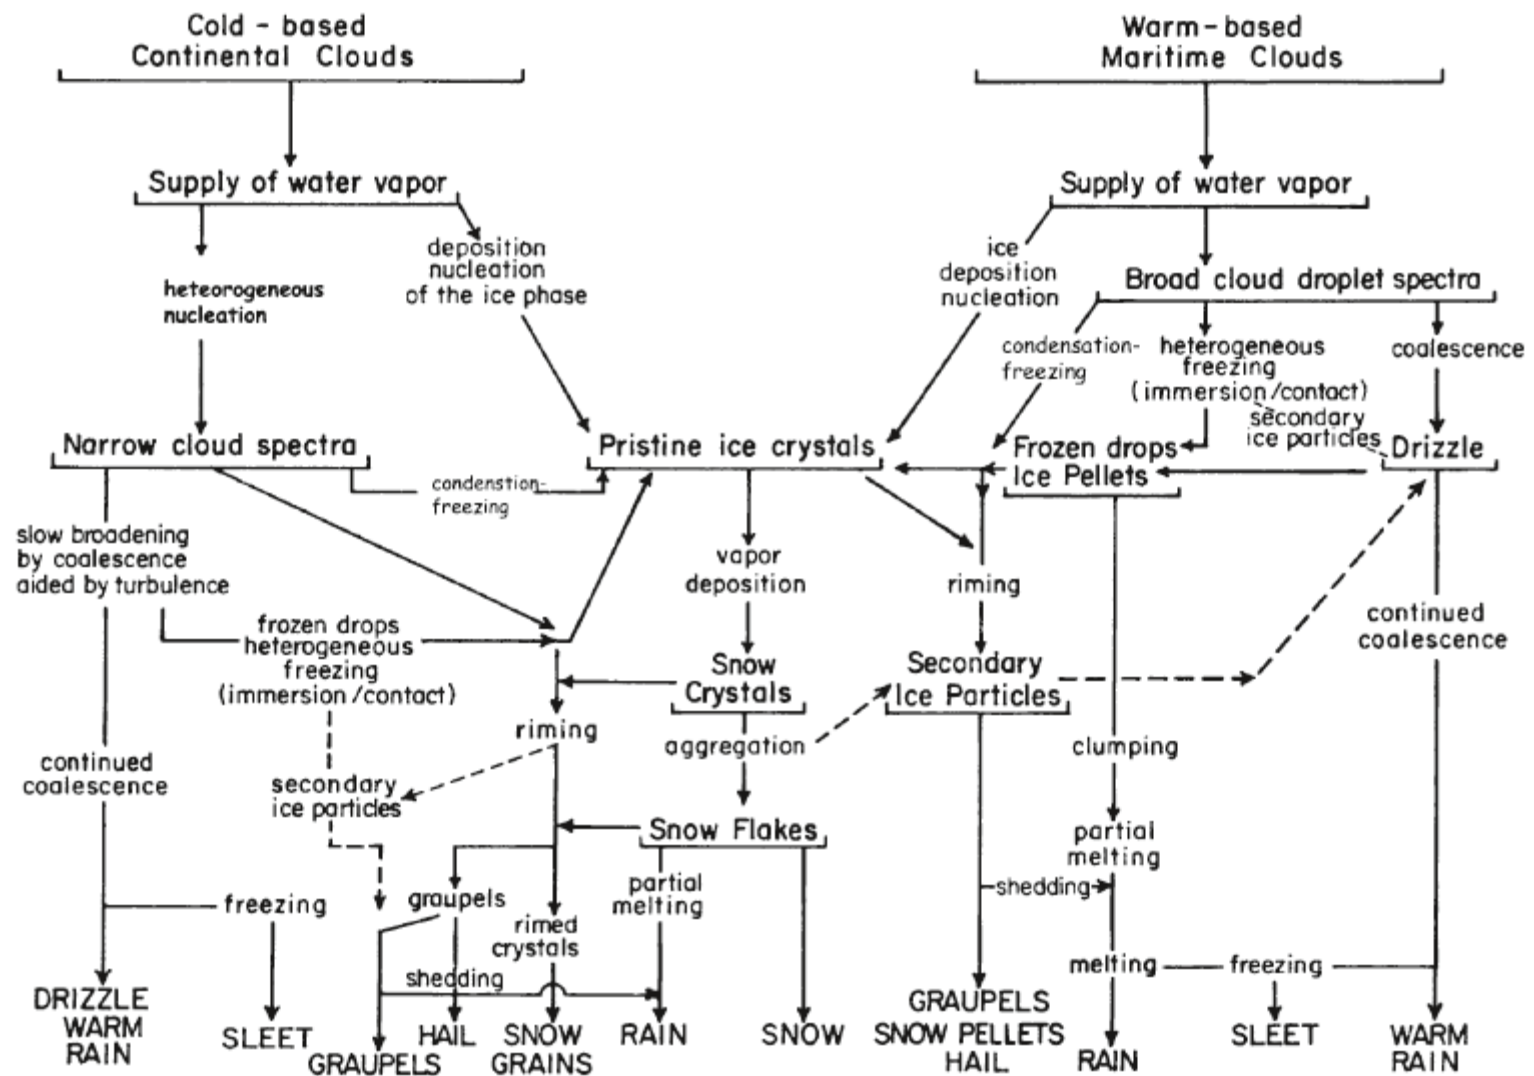 Cold - based
Continental Clouds
Warm - based
Maritime Clouds
Supply of water vapor
Supply of water vapor
deposition
nucleation
of the ice phase
ice
deposition
nucleation
Broad cloud droplet spectra
heteorogeneous
nucleation
condensation-
freezing
heterogeneous
freezing
(immersion/contact)
coalescence
secondary
ice particles
Narrow cloud spectra
Pristine ice crystals
Frozen drops
Ice Pellets
Drizzle
condenstion-
freezing
slow broadening
by coalescence
aided by turbulence
vapor
deposition
riming
continued
coalescence
frozen drops
heterogeneous
freezing
(immersion/contact)
Snow
Crystals
Secondary
Ice Particles
riming
aggregation
clumping
continued
coalescence
secondary
ice particles
Snow Flakes
partial
melting
graupels
partial
melting
shedding
freezing
rimed
crystals
shedding
melting
freezing
DRIZZLE
WARM
RAIN
SLEET
GRAUPELS
HAIL
SNOW
GRAINS
RAIN
SNOW
GRAUPELS
SNOW PELLETS
HAIL
RAIN
SLEET
WARM
RAIN